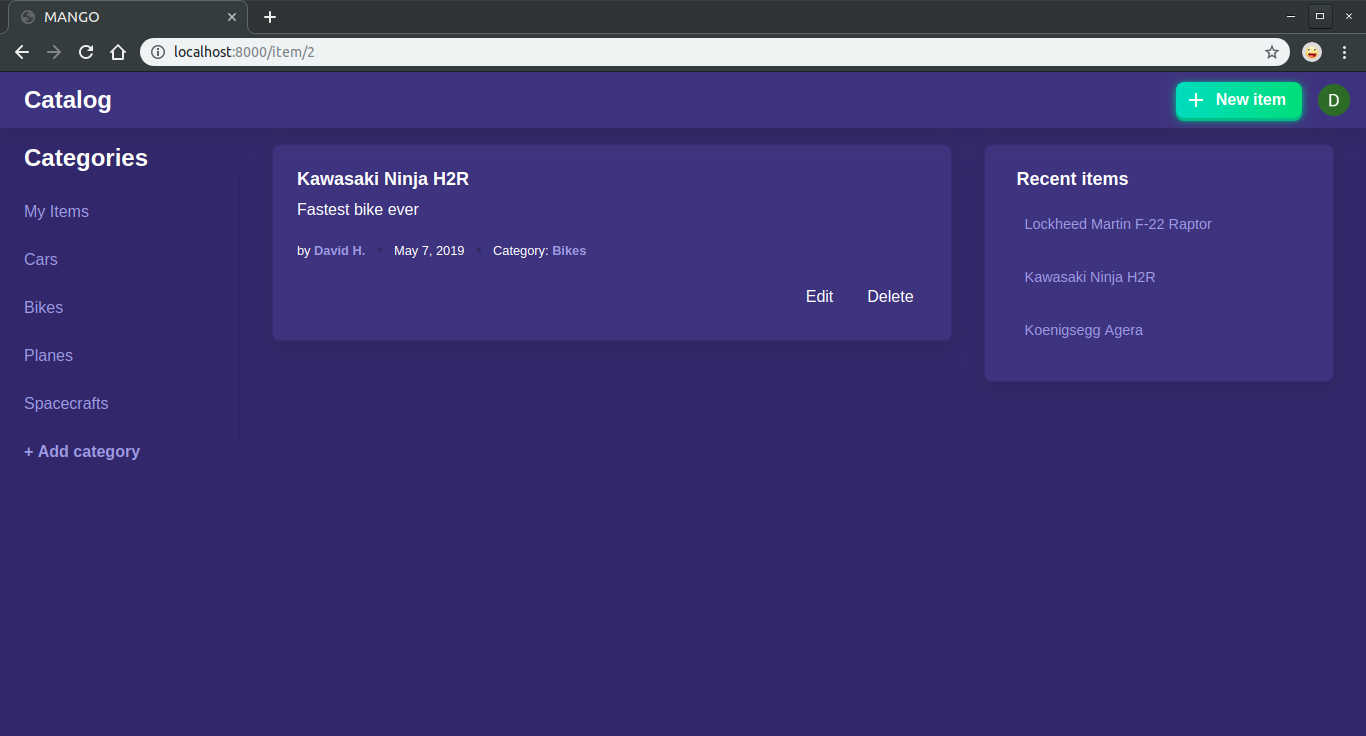 MANGO
localhost:8000/item/2
Catalog
New item
D
Categories
My Items
Cars
Bikes
Planes
Spacecrafts
+ Add category
Kawasaki Ninja H2R
Fastest bike ever
by David H. • May 7, 2019 • Category: Bikes
Edit Delete
Recent items
Lockheed Martin F-22 Raptor
Kawasaki Ninja H2R
Koenigsegg Agera